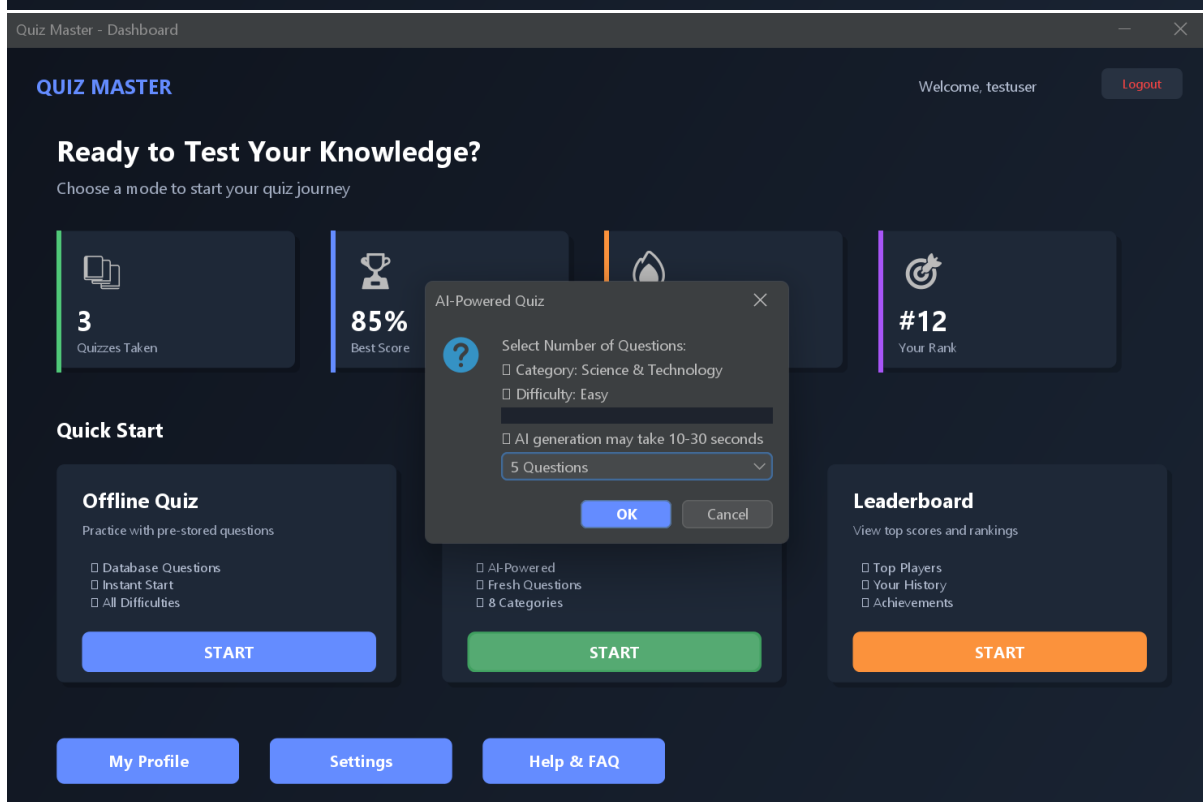 Quiz Master - Dashboard
QUIZ MASTER
Welcome, testuser
Logout
Ready to Test Your Knowledge?
Choose a mode to start your quiz journey
3
Quizzes Taken
85%
Best Score
#12
Your Rank
AI-Powered Quiz
Select Number of Questions:
▯ Category: Science & Technology
▯ Difficulty: Easy
▯ AI generation may take 10-30 seconds
5 Questions
OK
Cancel
Quick Start
Offline Quiz
Practice with pre-stored questions
▯ Database Questions
▯ Instant Start
▯ All Difficulties
START
▯ AI-Powered
▯ Fresh Questions
▯ 8 Categories
START
Leaderboard
View top scores and rankings
▯ Top Players
▯ Your History
▯ Achievements
START
My Profile
Settings
Help & FAQ